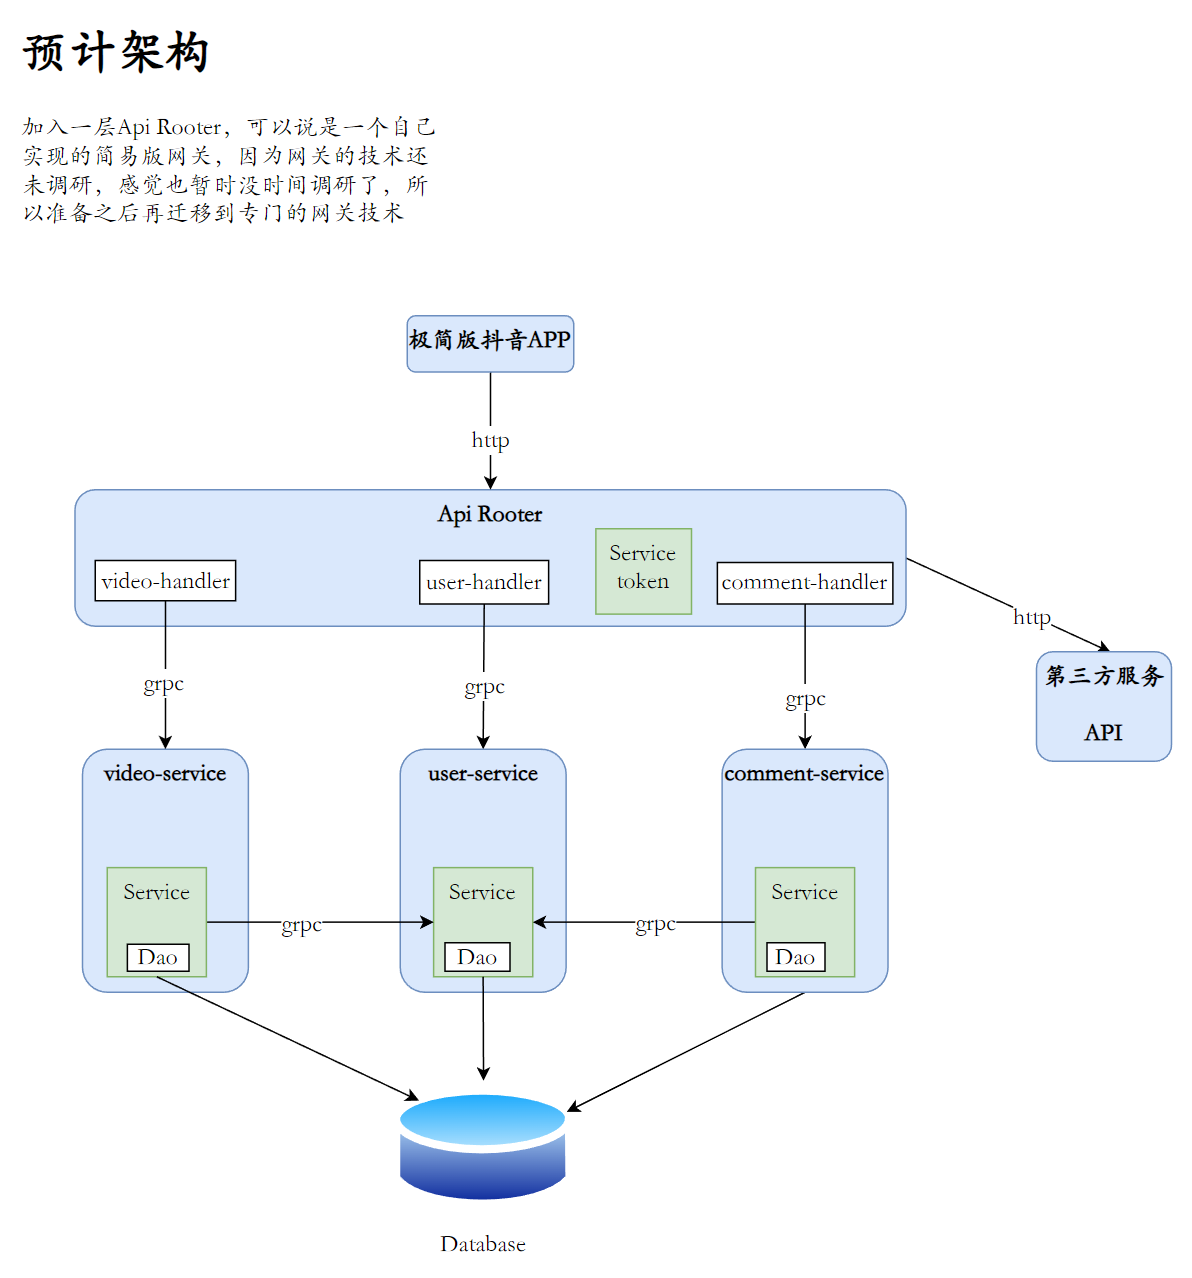 预计架构
加入一层Api Rooter，可以说是一个自己
实现的简易版网关，因为网关的技术还
未调研，感觉也暂时没时间调研了，所
以准备之后再迁移到专门的网关技术
极简版抖音APP
http
Api Rooter
Service
token
video-handler
user-handler
comment-handler
http
grpc
grpc
grpc
第三方服务
API
video-service
user-service
comment-service
Service
Service
Service
grpc
grpc
Dao
Dao
Dao
Database